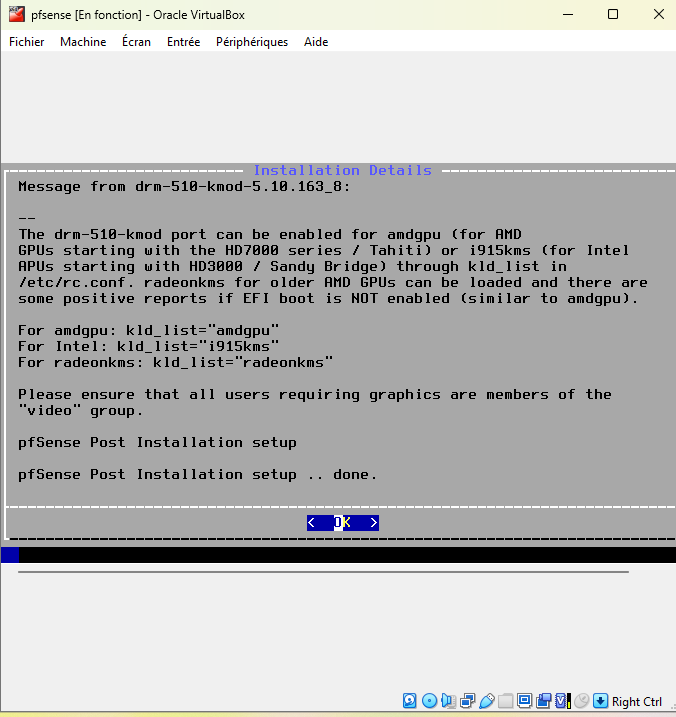 pfsense [En fonction] - Oracle VirtualBox
Fichier Machine Écran Entrée Périphériques Aide
Installation Details
Message from drm-510-kmod-5.10.163_8:
--
The drm-510-kmod port can be enabled for amdgpu (for AMD
GPUs starting with the HD7000 series / Tahiti) or i915kms (for Intel
APUs starting with HD3000 / Sandy Bridge) through kld_list in
/etc/rc.conf. radeonkms for older AMD GPUs can be loaded and there are
some positive reports if EFI boot is NOT enabled (similar to amdgpu).
For amdgpu: kld_list="amdgpu"
For Intel: kld_list="i915kms"
For radeonkms: kld_list="radeonkms"
Please ensure that all users requiring graphics are members of the
"video" group.
pfSense Post Installation setup
pfSense Post Installation setup .. done.
< OK >
Right Ctrl